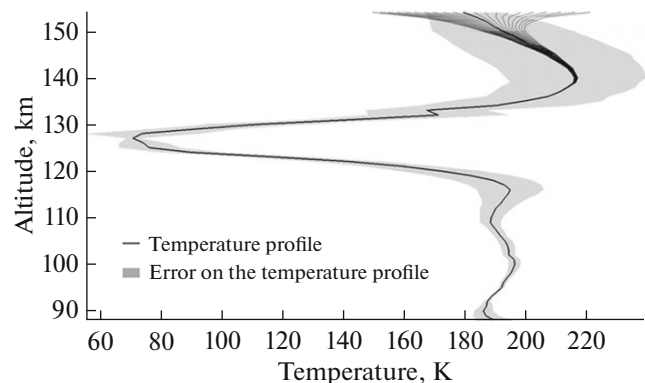 150
140
130
120
110
100
90
Altitude, km
Temperature profile
Error on the temperature profile
60 80 100 120 140 160 180 200 220
Temperature, K